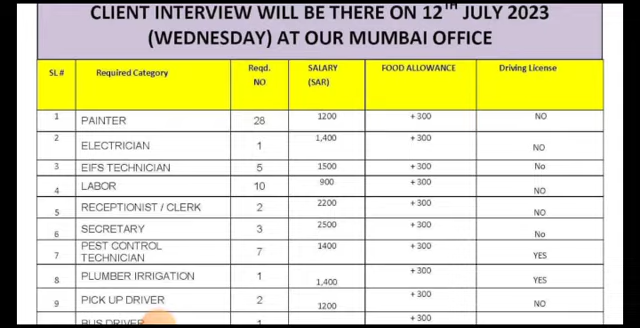 CLIENT INTERVIEW WILL BE THERE ON 12TH JULY 2023
(WEDNESDAY) AT OUR MUMBAI OFFICE
SL# Required Category Reqd. NO SALARY (SAR) FOOD ALLOWANCE Driving License
1 PAINTER 28 1200 +300 NO
2 ELECTRICIAN 1 1,400 +300 NO
3 EIFS TECHNICIAN 5 1500 +300 No
4 LABOR 10 900 +300 NO
5 RECEPTIONIST / CLERK 2 2200 +300 NO
6 SECRETARY 3 2500 +300 No
7 PEST CONTROL TECHNICIAN 7 1400 +300 YES
8 PLUMBER IRRIGATION 1 1,400 +300 YES
9 PICK UP DRIVER 2 1200 +300 NO
BUS DRIVER 1